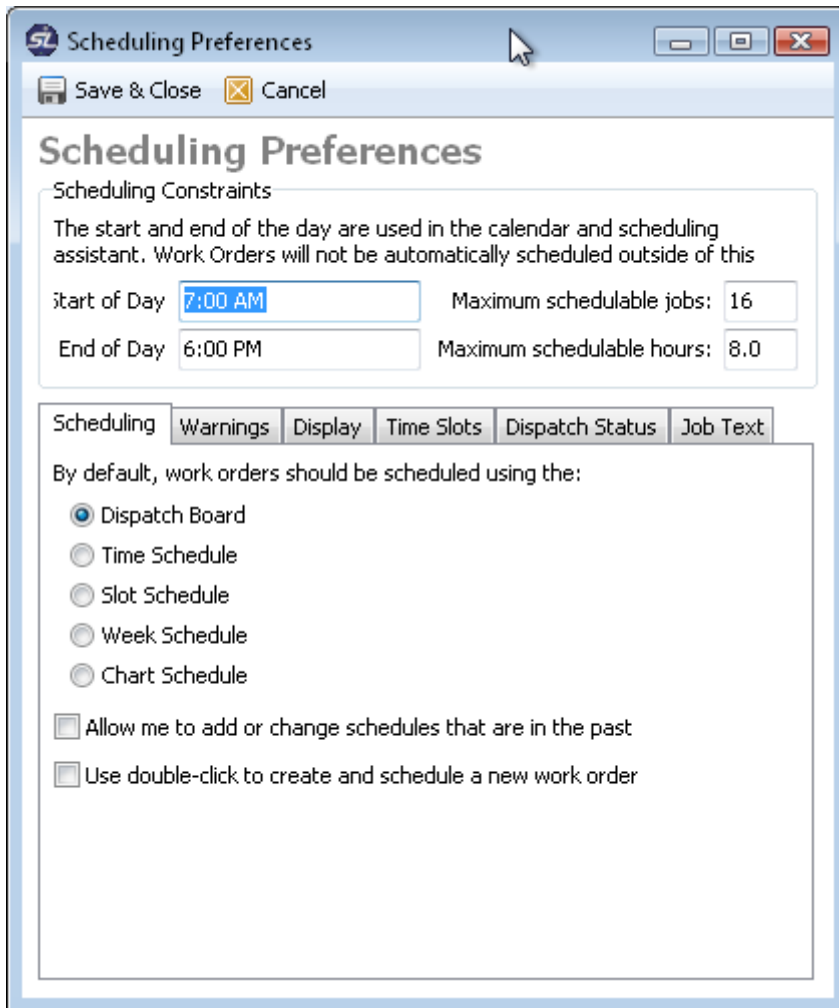 SL Scheduling Preferences
Save & Close Cancel
Scheduling Preferences
Scheduling Constraints
The start and end of the day are used in the calendar and scheduling
assistant. Work Orders will not be automatically scheduled outside of this
Start of Day 7:00 AM Maximum schedulable jobs: 16
End of Day 6:00 PM Maximum schedulable hours: 8.0
Scheduling Warnings Display Time Slots Dispatch Status Job Text
By default, work orders should be scheduled using the:
Dispatch Board
Time Schedule
Slot Schedule
Week Schedule
Chart Schedule
Allow me to add or change schedules that are in the past
Use double-click to create and schedule a new work order